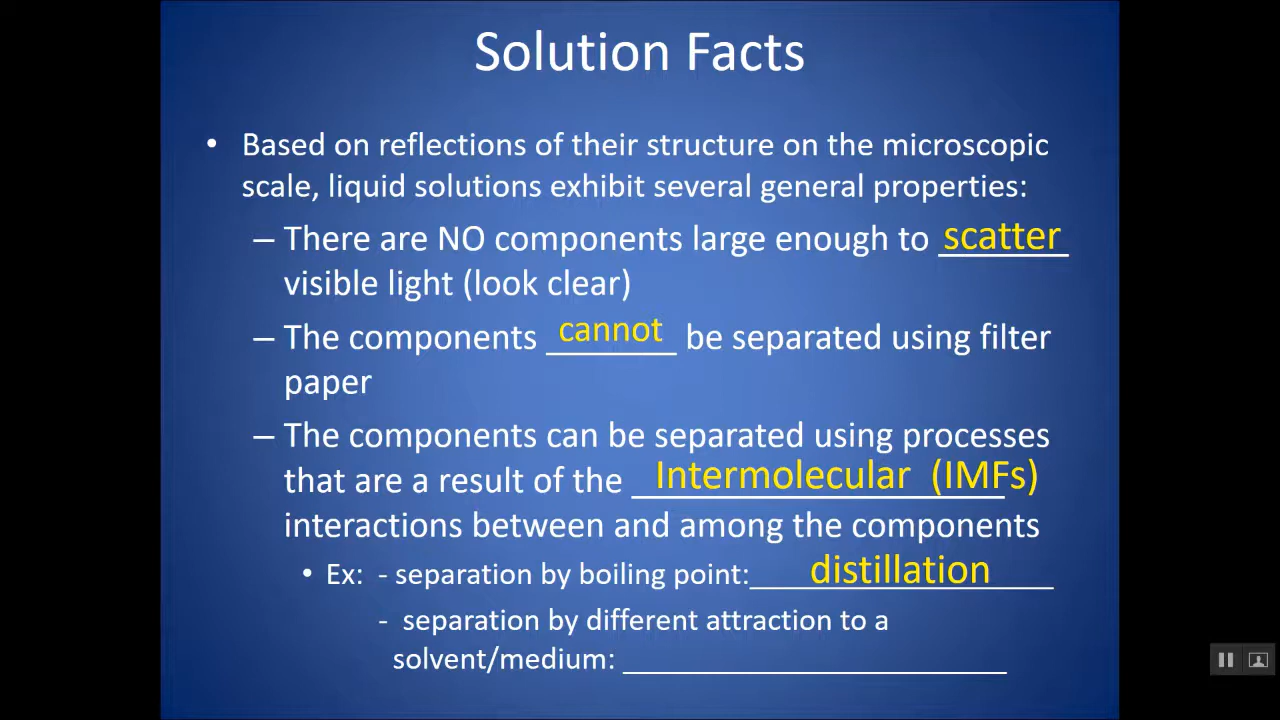 Solution Facts
• Based on reflections of their structure on the microscopic
scale, liquid solutions exhibit several general properties:
– There are NO components large enough to scatter
visible light (look clear)
– The components cannot be separated using filter
paper
– The components can be separated using processes
that are a result of the Intermolecular (IMFs)
interactions between and among the components
• Ex: - separation by boiling point: distillation
- separation by different attraction to a
solvent/medium: ____________________